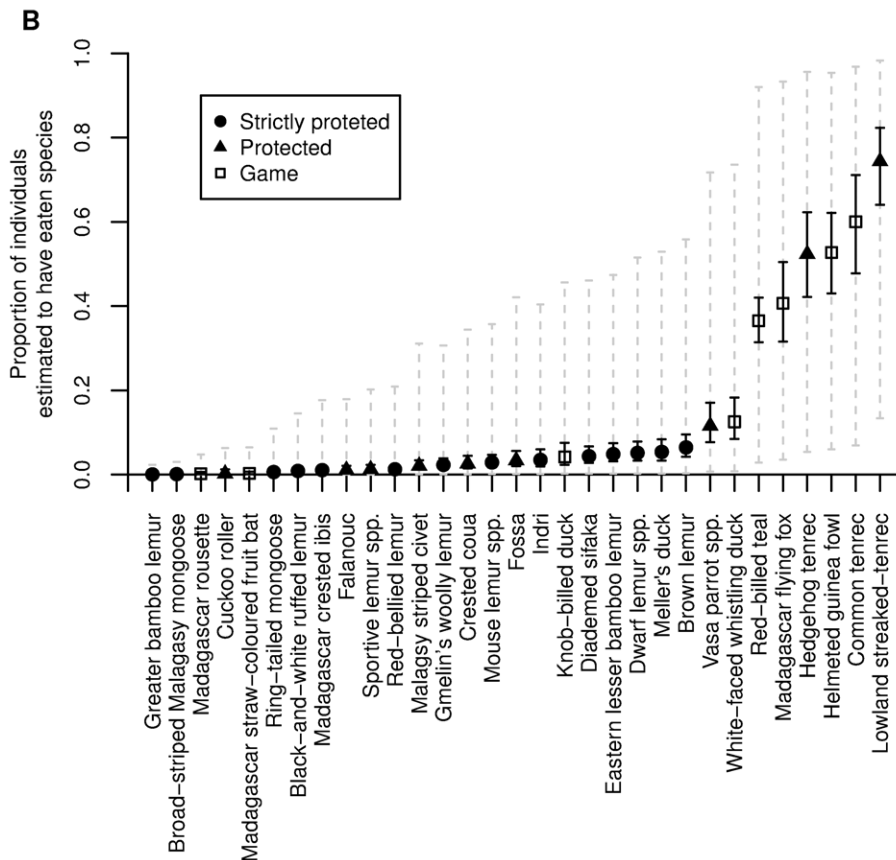 B
Proportion of individuals
estimated to have eaten species
1.0
0.8
0.6
0.4
0.2
0.0
Strictly proteted
Protected
Game
Greater bamboo lemur
Broad−striped Malagasy mongoose
Madagascar rousette
Cuckoo roller
Madagascar straw−coloured fruit bat
Ring−tailed mongoose
Black−and−white ruffed lemur
Madagascar crested ibis
Falanouc
Sportive lemur spp.
Red−bellied lemur
Malagsy striped civet
Gmelin's woolly lemur
Crested coua
Mouse lemur spp.
Fossa
Indri
Knob−billed duck
Diademed sifaka
Eastern lesser bamboo lemur
Dwarf lemur spp.
Meller's duck
Brown lemur
Vasa parrot spp.
White−faced whistling duck
Red−billed teal
Madagascar flying fox
Hedgehog tenrec
Helmeted guinea fowl
Common tenrec
Lowland streaked−tenrec